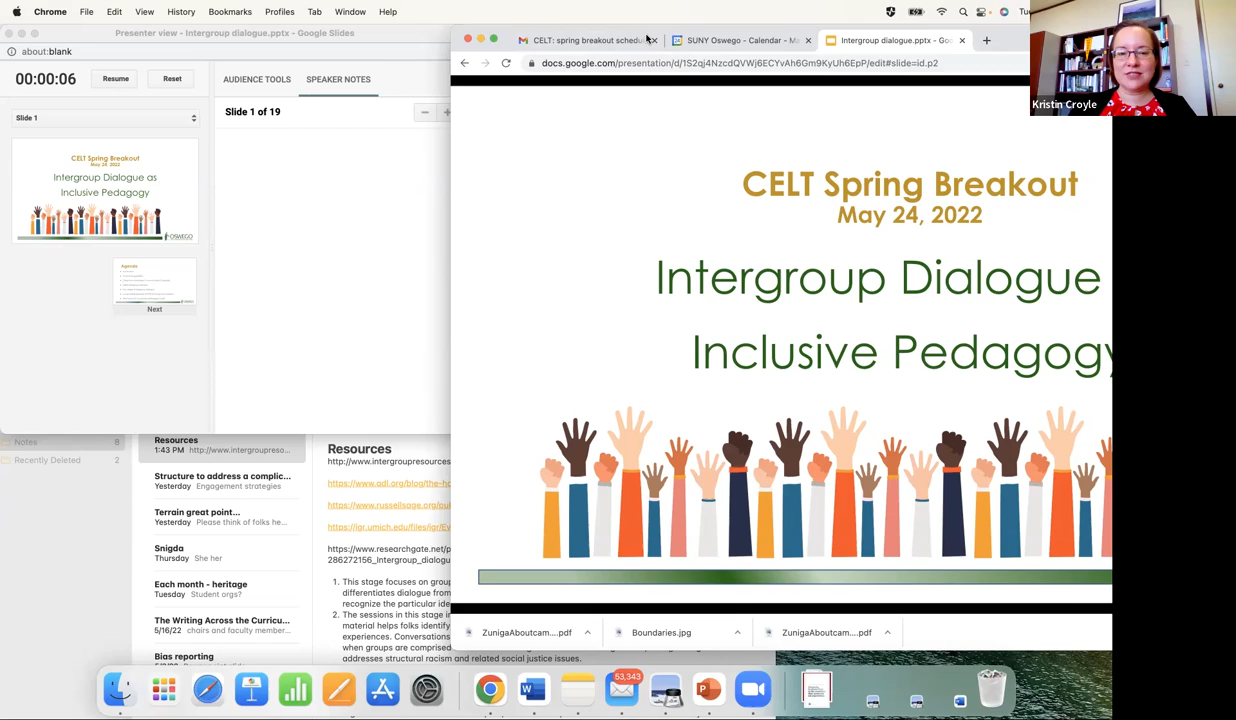 Chrome File Edit View History Bookmarks Profiles Tab Window Help
Tu
Presenter view - Intergroup dialogue.pptx - Google Slides
about:blank
00:00:06
Resume
Reset
Slide 1
CELT Spring Breakout
May 24, 2022
Intergroup Dialogue as
Inclusive Pedagogy
OSWEGO
Agenda
Next
AUDIENCE TOOLS
SPEAKER NOTES
Slide 1 of 19
CELT: spring breakout schedu
SUNY Oswego - Calendar - M
Intergroup dialogue.pptx - Goo
docs.google.com/presentation/d/1S2qj4NzcdQVWj6ECYvAh6Gm9KyUh6EpP/edit#slide=id.p2
CELT Spring Breakout
May 24, 2022
Intergroup Dialogue
Inclusive Pedagogy
Kristin Croyle
Notes 8
Recently Deleted 2
Resources
1:43 PM http://www.intergroupreso...
Structure to address a complic...
Yesterday Engagement strategies
Terrain great point...
Yesterday Please think of folks he...
Snigda
Thursday She her
Each month - heritage
Tuesday Student orgs?
The Writing Across the Curricu...
5/16/22 chairs and faculty member...
Bias reporting
Resources
http://www.intergroupresources
https://www.adl.org/blog/the-ho
https://www.russellsage.org/pu
https://igr.umich.edu/files/igr/Ev
https://www.researchgate.net/p
286272156_Intergroup_dialogu
1. This stage focuses on group
differentiates dialogue from
recognize the particular ide
2. The sessions in this stage i
material helps folks identify
experiences. Conversations
when groups are comprised
addresses structural racism and related social justice issues.
ZunigaAboutcam....pdf
Boundaries.jpg
ZunigaAboutcam....pdf
53,343